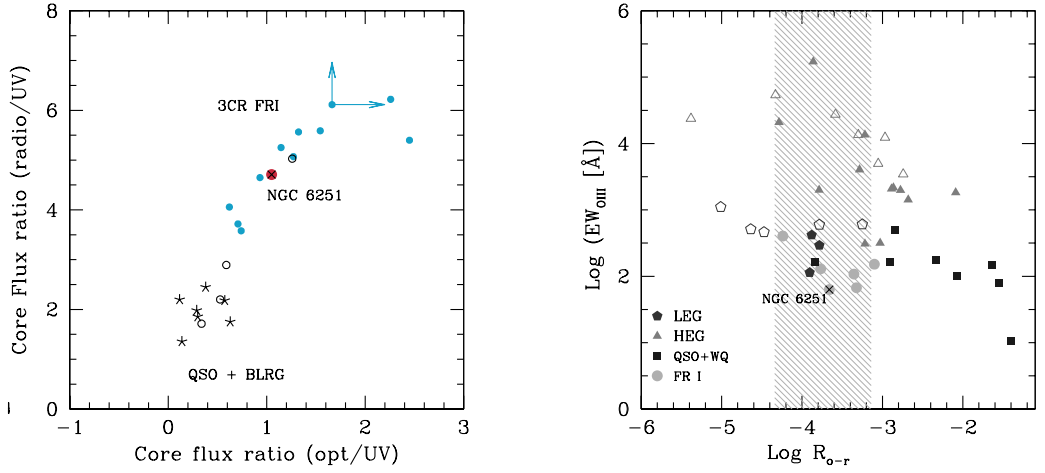 Core Flux ratio (radio/UV)
8
6
4
2
0
3CR FRI
NGC 6251
QSO + BLRG
−1
0
1
2
3
Core flux ratio (opt/UV)
Log (EW_OIII [Å])
6
4
2
0
NGC 6251
LEG
HEG
QSO+WQ
FR I
−6
−5
−4
−3
−2
Log R_o−r